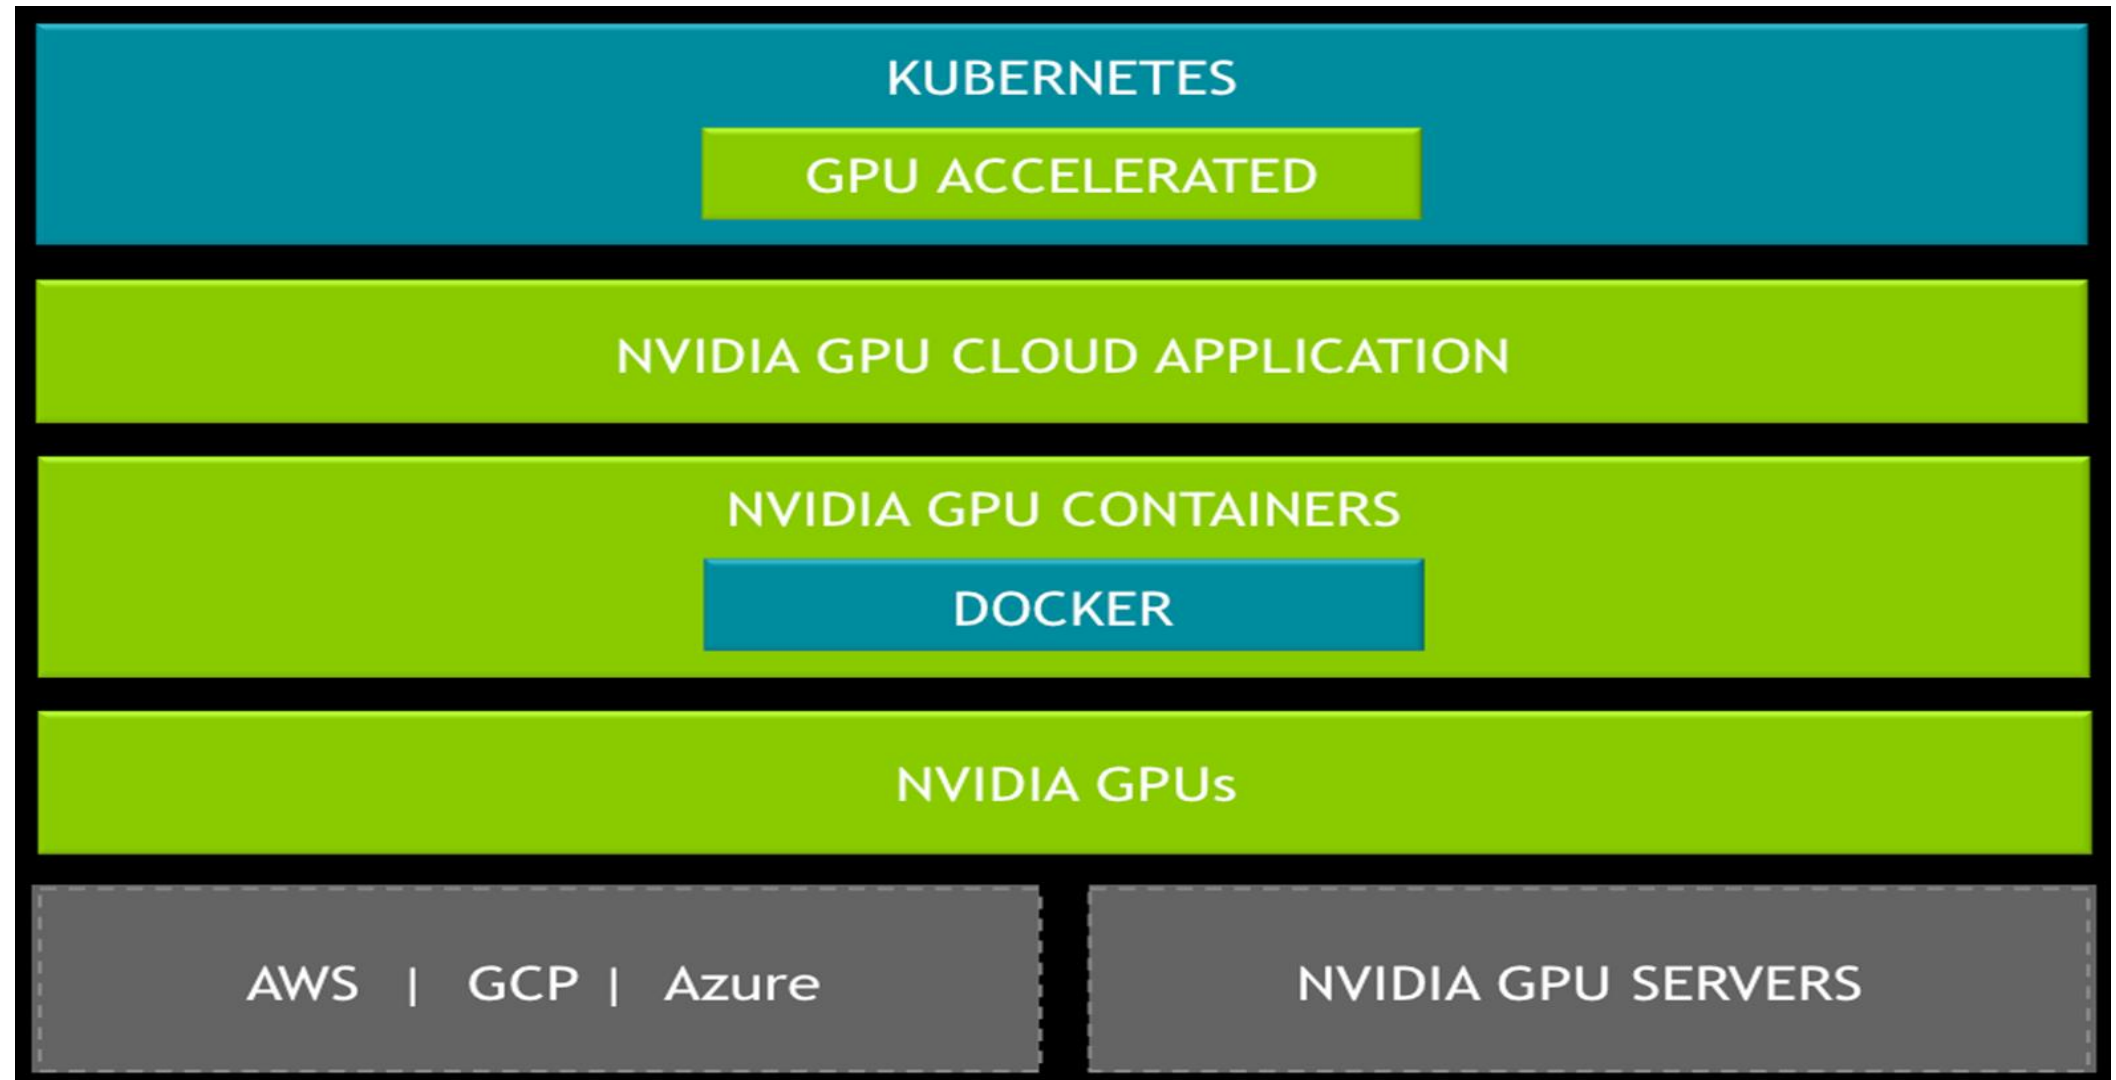 KUBERNETES
GPU ACCELERATED
NVIDIA GPU CLOUD APPLICATION
NVIDIA GPU CONTAINERS
DOCKER
NVIDIA GPUs
AWS | GCP | Azure
NVIDIA GPU SERVERS